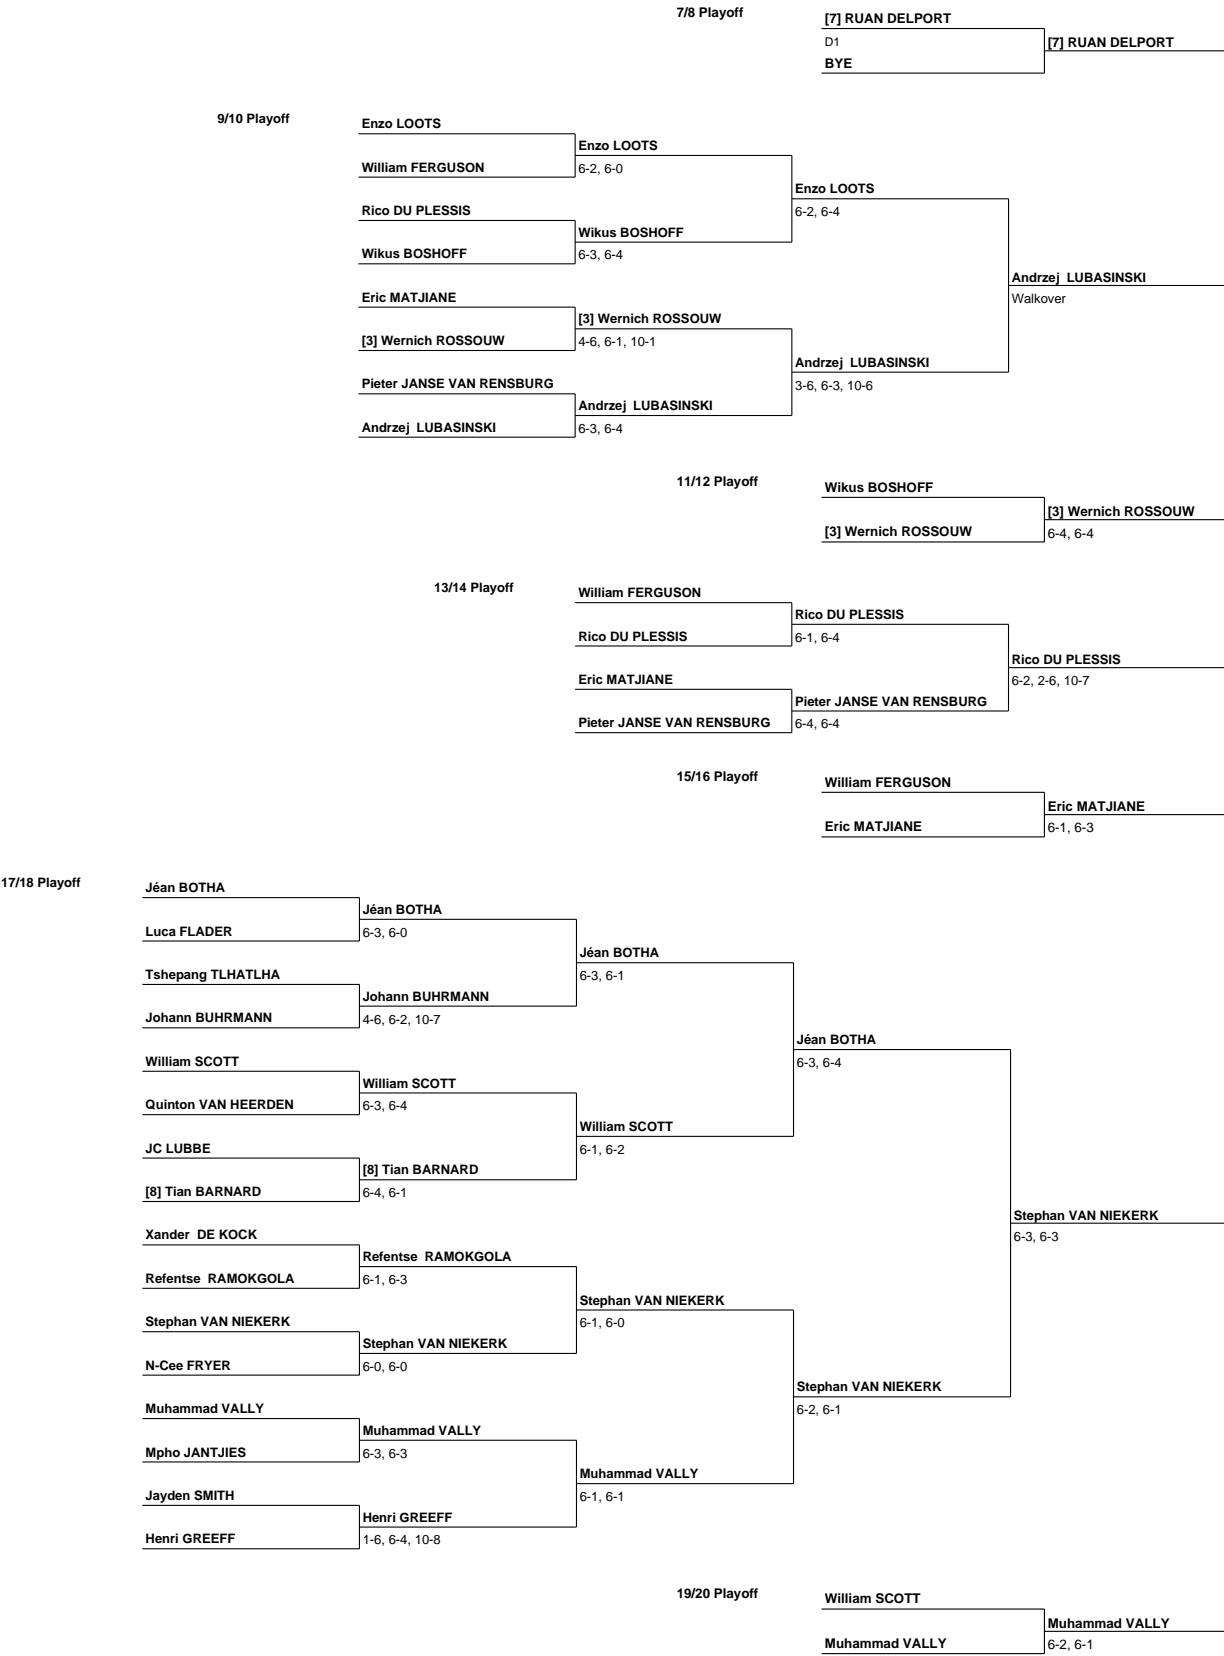 7/8 Playoff
[7] RUAN DELPORT
D1
[7] RUAN DELPORT
BYE
9/10 Playoff
Enzo LOOTS
Enzo LOOTS
William FERGUSON
6-2, 6-0
Enzo LOOTS
Rico DU PLESSIS
6-2, 6-4
Wikus BOSHOFF
Wikus BOSHOFF
6-3, 6-4
Andrzej LUBASINSKI
Eric MATJIANE
Walkover
[3] Wernich ROSSOUW
[3] Wernich ROSSOUW
4-6, 6-1, 10-1
Andrzej LUBASINSKI
Pieter JANSE VAN RENSBURG
3-6, 6-3, 10-6
Andrzej LUBASINSKI
Andrzej LUBASINSKI
6-3, 6-4
11/12 Playoff
Wikus BOSHOFF
[3] Wernich ROSSOUW
[3] Wernich ROSSOUW
6-4, 6-4
13/14 Playoff
William FERGUSON
Rico DU PLESSIS
Rico DU PLESSIS
6-1, 6-4
Rico DU PLESSIS
Eric MATJIANE
6-2, 2-6, 10-7
Pieter JANSE VAN RENSBURG
Pieter JANSE VAN RENSBURG
6-4, 6-4
15/16 Playoff
William FERGUSON
Eric MATJIANE
Eric MATJIANE
6-1, 6-3
17/18 Playoff
Jéan BOTHA
Jéan BOTHA
Luca FLADER
6-3, 6-0
Jéan BOTHA
Tshepang TLHATLHA
6-3, 6-1
Johann BUHRMANN
Johann BUHRMANN
4-6, 6-2, 10-7
Jéan BOTHA
William SCOTT
6-3, 6-4
William SCOTT
Quinton VAN HEERDEN
6-3, 6-4
William SCOTT
JC LUBBE
6-1, 6-2
[8] Tian BARNARD
[8] Tian BARNARD
6-4, 6-1
Stephan VAN NIEKERK
Xander DE KOCK
6-3, 6-3
Refentse RAMOKGOLA
Refentse RAMOKGOLA
6-1, 6-3
Stephan VAN NIEKERK
Stephan VAN NIEKERK
6-1, 6-0
Stephan VAN NIEKERK
N-Cee FRYER
6-0, 6-0
Stephan VAN NIEKERK
Muhammad VALLY
6-2, 6-1
Muhammad VALLY
Mpho JANTJIES
6-3, 6-3
Muhammad VALLY
Jayden SMITH
6-1, 6-1
Henri GREEFF
Henri GREEFF
1-6, 6-4, 10-8
19/20 Playoff
William SCOTT
Muhammad VALLY
Muhammad VALLY
6-2, 6-1